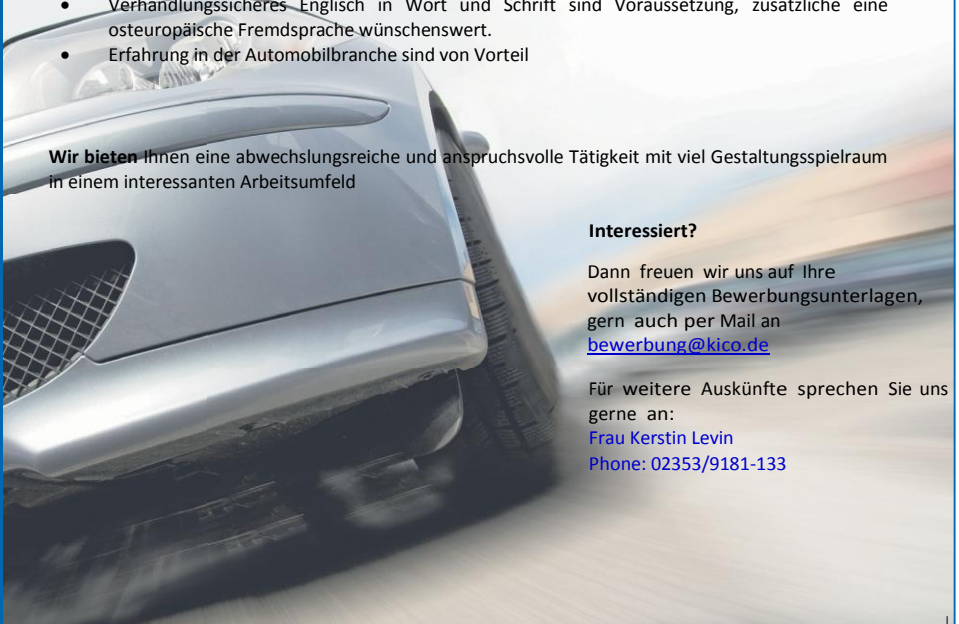 • Verhandlungssicheres Englisch in Wort und Schrift sind Voraussetzung, zusätzliche eine
osteuropäische Fremdsprache wünschenswert.
• Erfahrung in der Automobilbranche sind von Vorteil
Wir bieten Ihnen eine abwechslungsreiche und anspruchsvolle Tätigkeit mit viel Gestaltungsspielraum
in einem interessanten Arbeitsumfeld
Interessiert?
Dann freuen wir uns auf Ihre
vollständigen Bewerbungsunterlagen,
gern auch per Mail an
bewerbung@kico.de
Für weitere Auskünfte sprechen Sie uns
gerne an:
Frau Kerstin Levin
Phone: 02353/9181-133